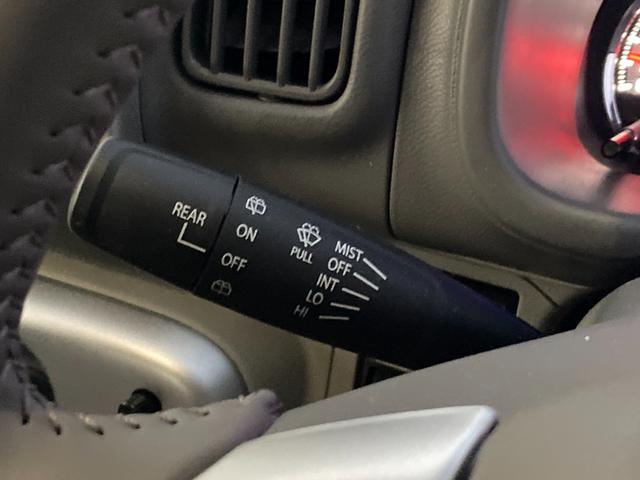 REAR
ON
OFF
PULL
MIST
OFF
INT
LO
HI